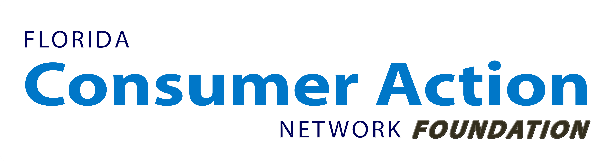 FLORIDA
Consumer Action
NETWORK FOUNDATION